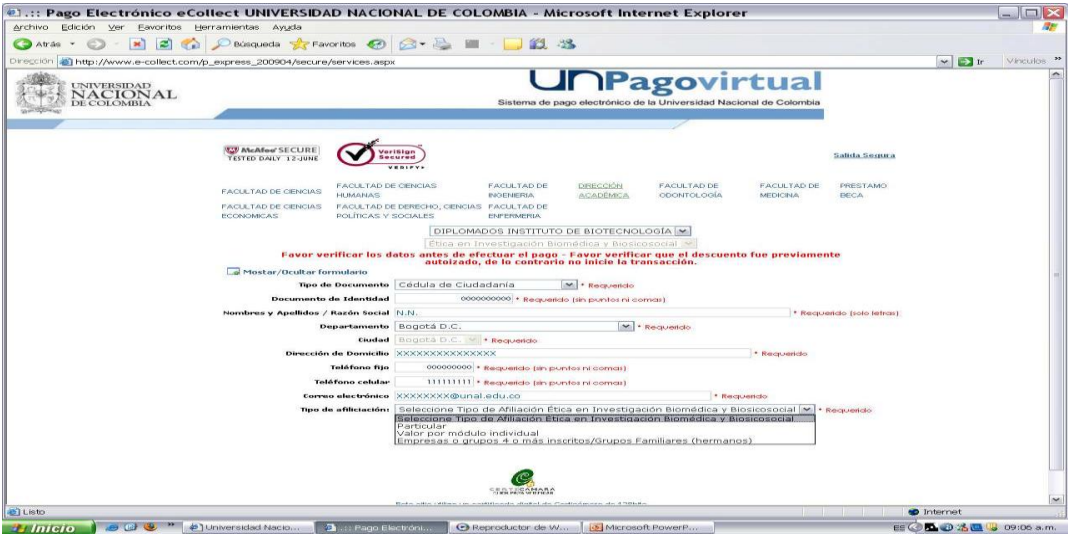 .:: Pago Electrónico eCollect UNIVERSIDAD NACIONAL DE COLOMBIA - Microsoft Internet Explorer
Archivo Edición Ver Favoritos Herramientas Ayuda
Atrás Búsqueda Favoritos
Dirección http://www.e-collect.com/p_express_200904/secure/services.aspx Ir Vínculos »
UNIVERSIDAD
NACIONAL
DE COLOMBIA
UNPagovirtual
Sistema de pago electrónico de la Universidad Nacional de Colombia
McAfee SECURE
TESTED DAILY 12-JUNE
VeriSign
Secured
VERIFY
Salida Segura
FACULTAD DE CIENCIAS
FACULTAD DE CIENCIAS HUMANAS
FACULTAD DE INGENIERIA
DIRECCIÓN ACADÉMICA
FACULTAD DE ODONTOLOGÍA
FACULTAD DE MEDICINA
PRESTAMO BECA
FACULTAD DE CIENCIAS ECONOMICAS
FACULTAD DE DERECHO, CIENCIAS POLÍTICAS Y SOCIALES
FACULTAD DE ENFERMERIA
DIPLOMADOS INSTITUTO DE BIOTECNOLOGÍA
Ética en Investigación Biomédica y Biosicosocial
Favor verificar los datos antes de efectuar el pago - Favor verificar que el descuento fue previamente
autoizado, de lo contrario no inicie la transacción.
Mostar/Ocultar formulario
Tipo de Documento Cédula de Ciudadanía * Requerido
Documento de Identidad 000000000 * Requerido (sin puntos ni comas)
Nombres y Apellidos / Razón Social N.N. * Requerido (solo letras)
Departamento Bogotá D.C. * Requerido
Ciudad Bogotá D.C. * Requerido
Dirección de Domicilio XXXXXXXXXXXXXXX * Requerido
Teléfono fijo 000000000 * Requerido (sin puntos ni comas)
Teléfono celular 111111111 * Requerido (sin puntos ni comas)
Correo electrónico XXXXXXXX@unal.edu.co * Requerido
Tipo de afiliciación: Seleccione Tipo de Afiliación Ética en Investigación Biomédica y Biosicosocial * Requerido
Seleccione Tipo de Afiliación Ética en Investigación Biomédica y Biosicosocial
Particular
Valor por módulo individual
Empresas o grupos 4 o más inscritos/Grupos Familiares (hermanos)
CERTICÁMARA
Listo Internet
Inicio » Universidad Nacio... .:: Pago Electróni... Reproductor de W... Microsoft PowerP... ES 09:06 a.m.